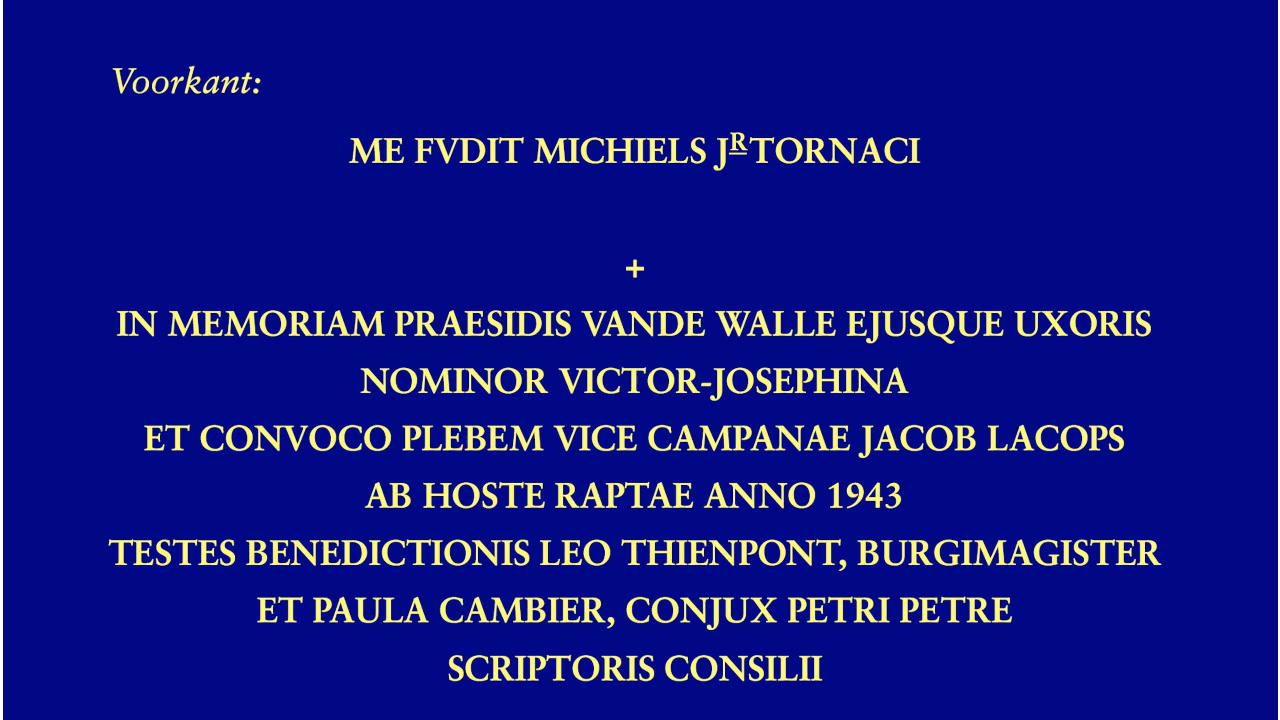 Voorkant:
ME FVDIT MICHIELS JR TORNACI
+
IN MEMORIAM PRAESIDIS VANDE WALLE EJUSQUE UXORIS
NOMINOR VICTOR-JOSEPHINA
ET CONVOCO PLEBEM VICE CAMPANAE JACOB LACOPS
AB HOSTE RAPTAE ANNO 1943
TESTES BENEDICTIONIS LEO THIENPONT, BURGIMAGISTER
ET PAULA CAMBIER, CONJUX PETRI PETRE
SCRIPTORIS CONSILII